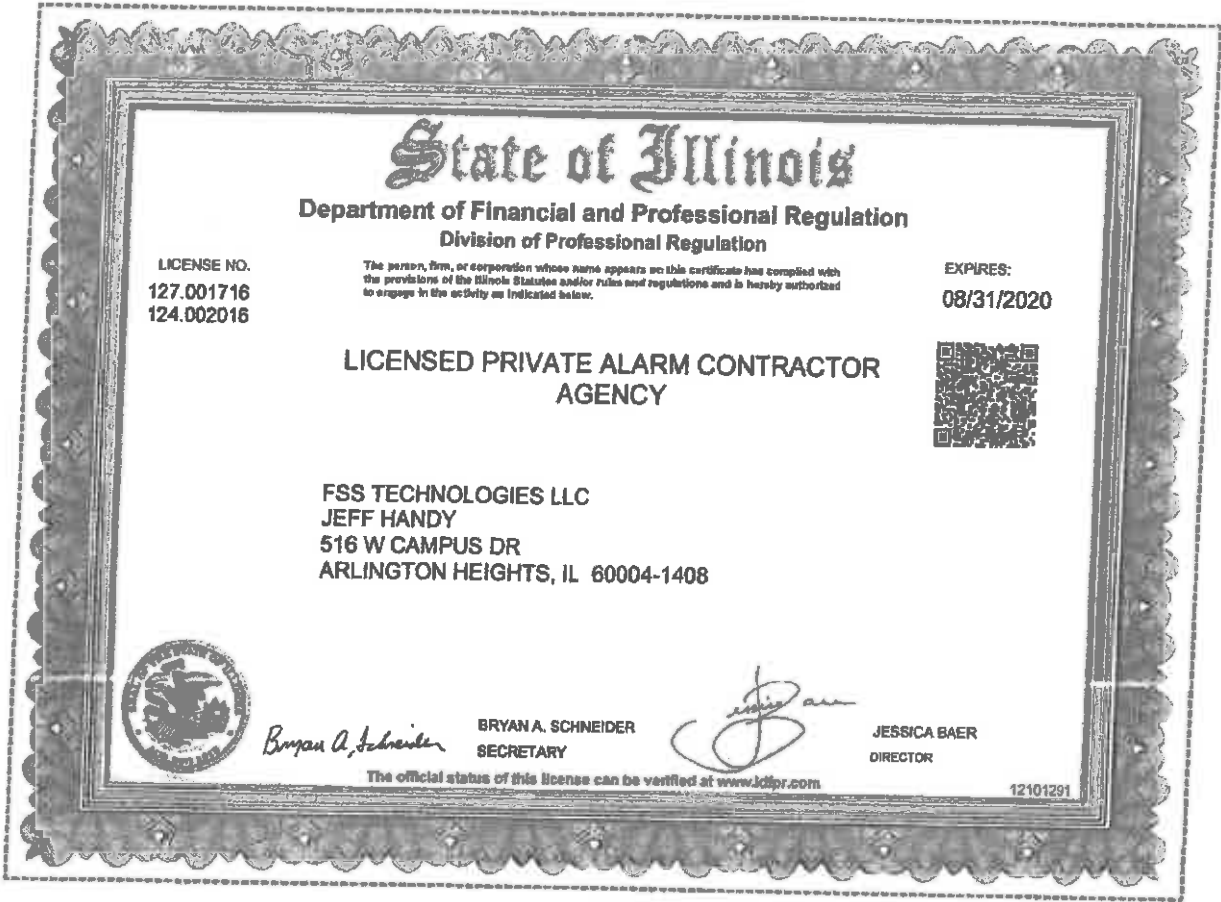 State of Illinois
Department of Financial and Professional Regulation
Division of Professional Regulation
LICENSE NO.
127.001716
124.002016
The person, firm, or corporation whose name appears on this certificate has complied with
the provisions of the Illinois Statutes and/or rules and regulations and is hereby authorized
to engage in the activity as indicated below.
EXPIRES:
08/31/2020
LICENSED PRIVATE ALARM CONTRACTOR
AGENCY
FSS TECHNOLOGIES LLC
JEFF HANDY
516 W CAMPUS DR
ARLINGTON HEIGHTS, IL 60004-1408
Bryan A. Schneider
BRYAN A. SCHNEIDER
SECRETARY
JESSICA BAER
DIRECTOR
The official status of this license can be verified at www.idfpr.com
12101291